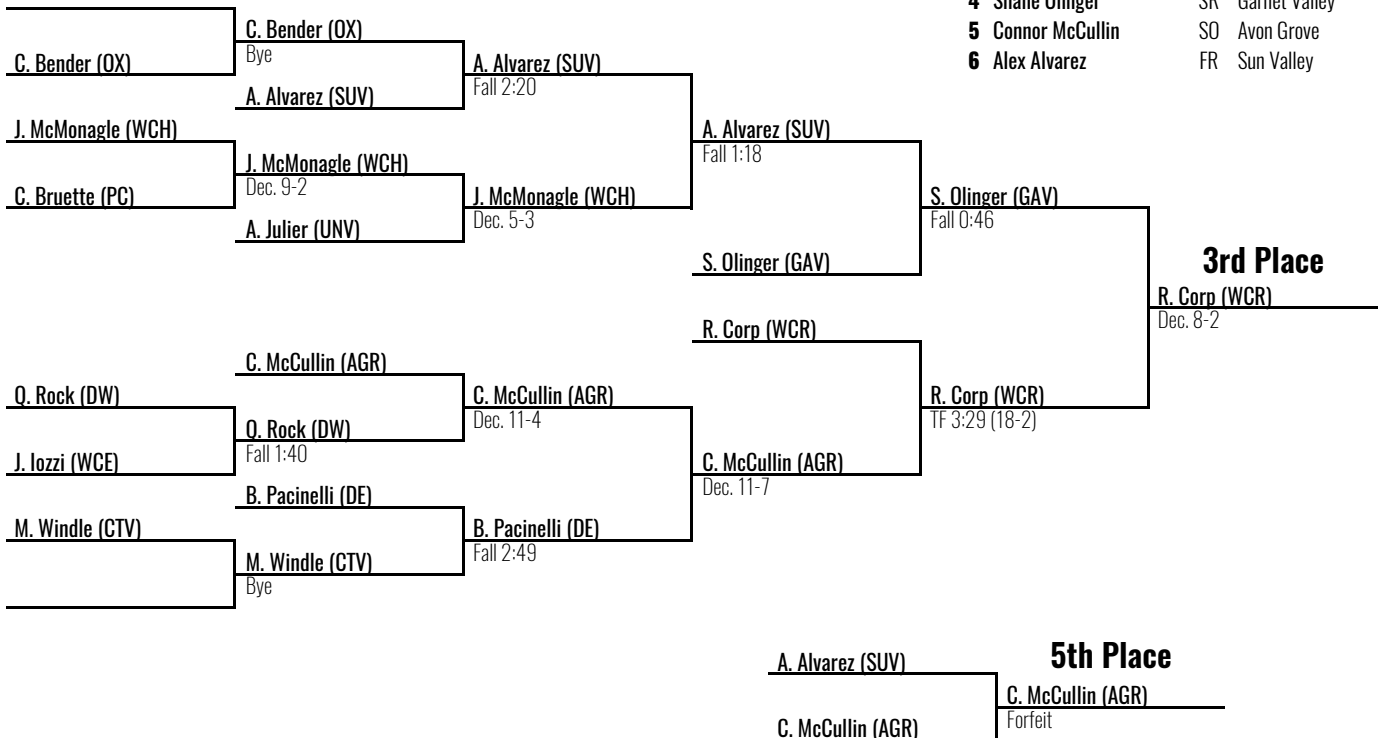 4 Shane Olinger SR Garnet Valley
5 Connor McCullin SO Avon Grove
6 Alex Alvarez FR Sun Valley
C. Bender (OX)
C. Bender (OX)
Bye
A. Alvarez (SUV)
A. Alvarez (SUV)
Fall 2:20
J. McMonagle (WCH)
C. Bruette (PC)
J. McMonagle (WCH)
Dec. 9-2
A. Julier (UNV)
J. McMonagle (WCH)
Dec. 5-3
A. Alvarez (SUV)
Fall 1:18
S. Olinger (GAV)
S. Olinger (GAV)
Fall 0:46
3rd Place
R. Corp (WCR)
Dec. 8-2
R. Corp (WCR)
R. Corp (WCR)
TF 3:29 (18-2)
C. McCullin (AGR)
Q. Rock (DW)
J. Iozzi (WCE)
Q. Rock (DW)
Fall 1:40
C. McCullin (AGR)
Dec. 11-4
C. McCullin (AGR)
Dec. 11-7
B. Pacinelli (DE)
M. Windle (CTV)
M. Windle (CTV)
Bye
B. Pacinelli (DE)
Fall 2:49
5th Place
A. Alvarez (SUV)
C. McCullin (AGR)
C. McCullin (AGR)
Forfeit